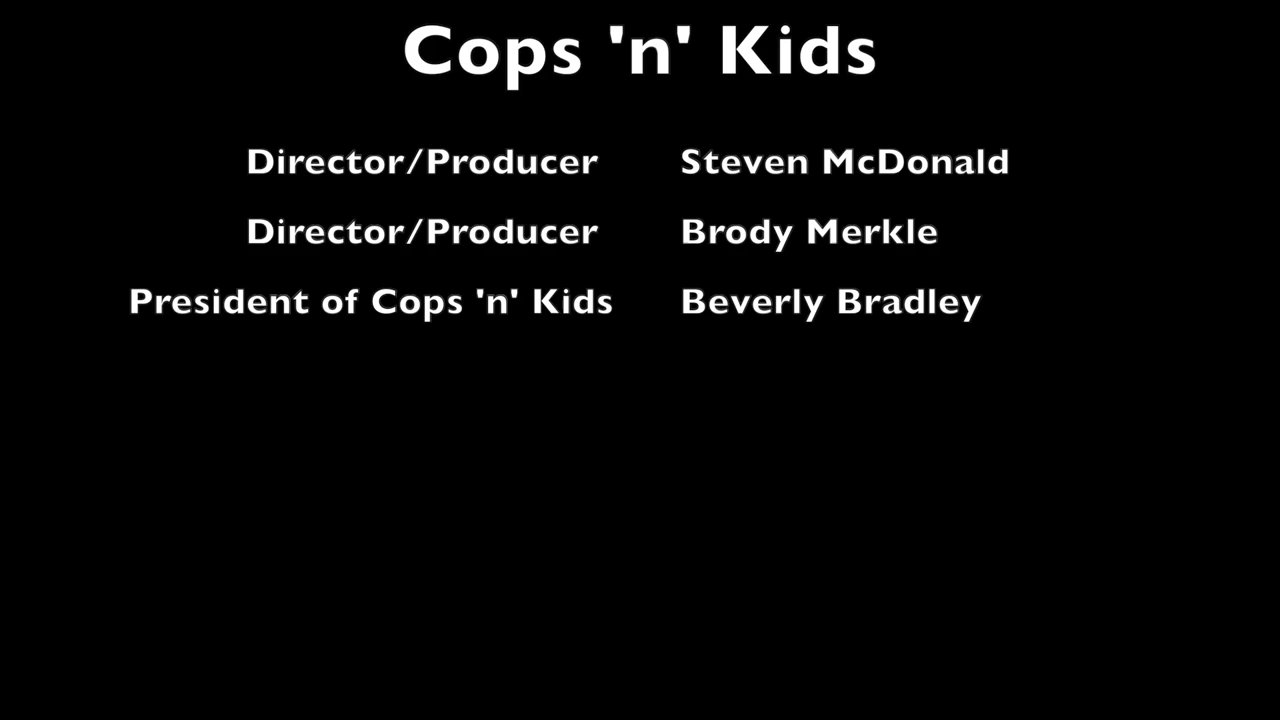 Cops 'n' Kids
Director/Producer Steven McDonald
Director/Producer Brody Merkle
President of Cops 'n' Kids Beverly Bradley